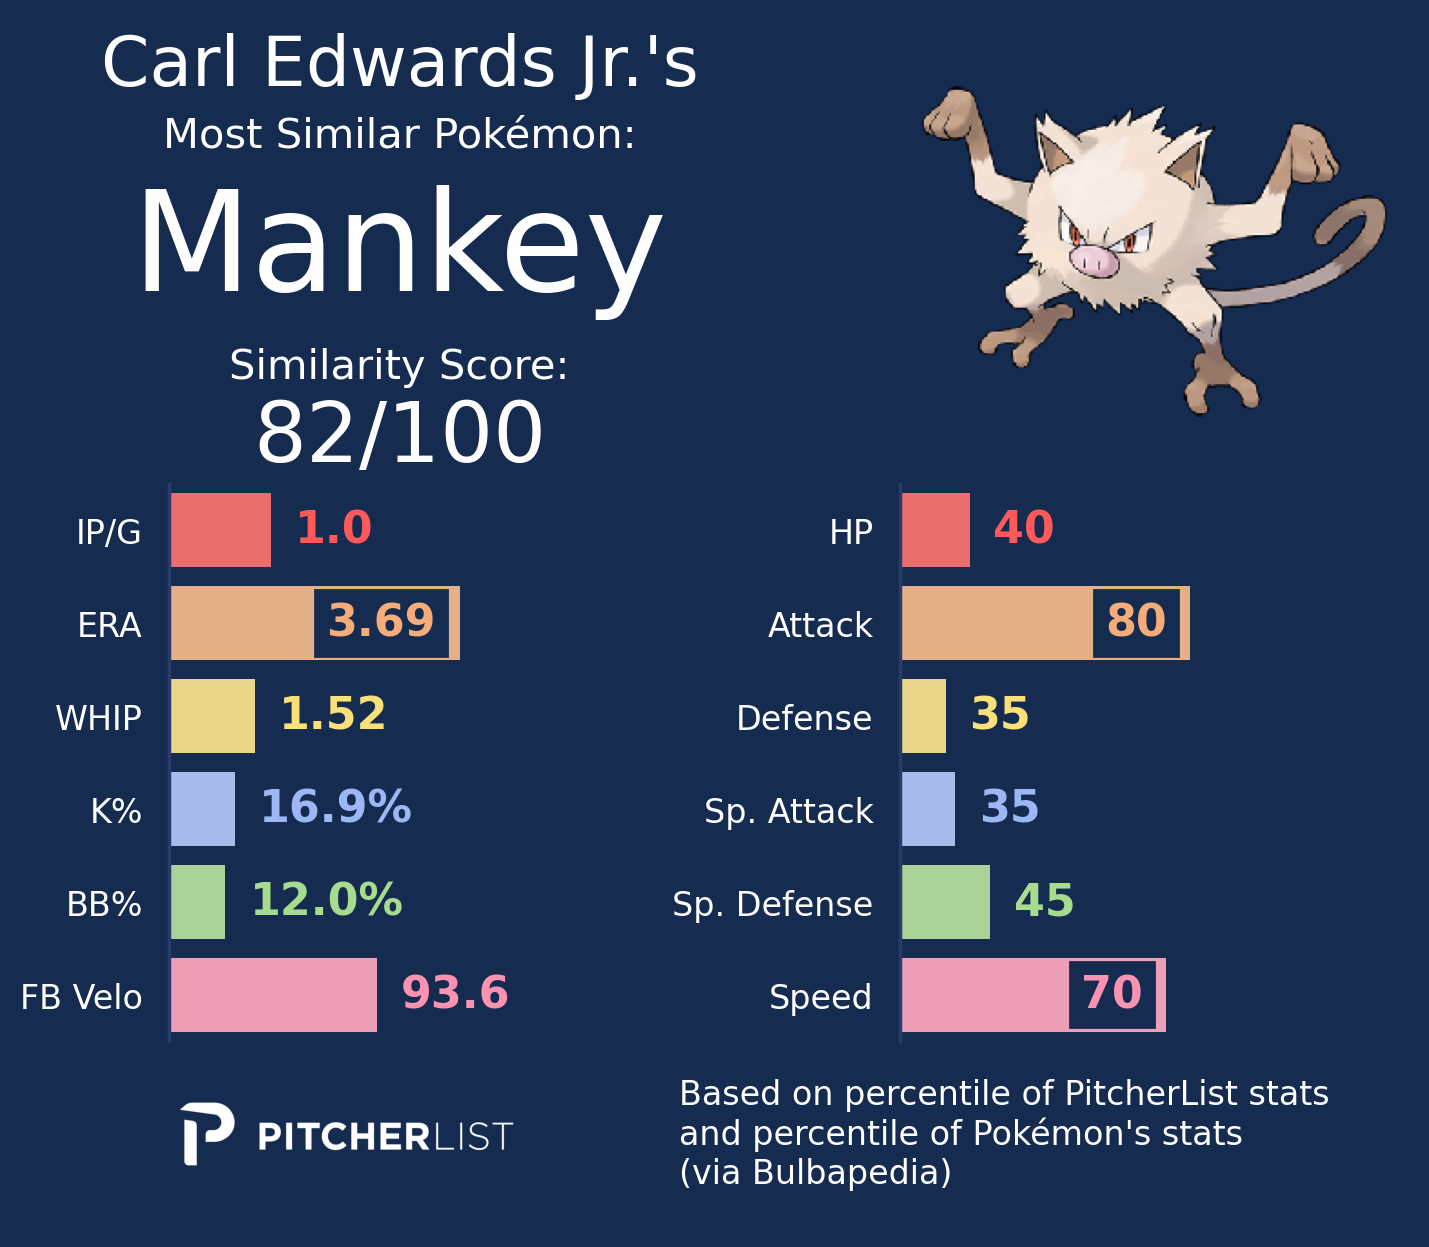 Carl Edwards Jr.'s
Most Similar Pokémon:
Mankey
Similarity Score:
82/100
IP/G 1.0
ERA 3.69
WHIP 1.52
K% 16.9%
BB% 12.0%
FB Velo 93.6
HP 40
Attack 80
Defense 35
Sp. Attack 35
Sp. Defense 45
Speed 70
PITCHERLIST
Based on percentile of PitcherList stats
and percentile of Pokémon's stats
(via Bulbapedia)